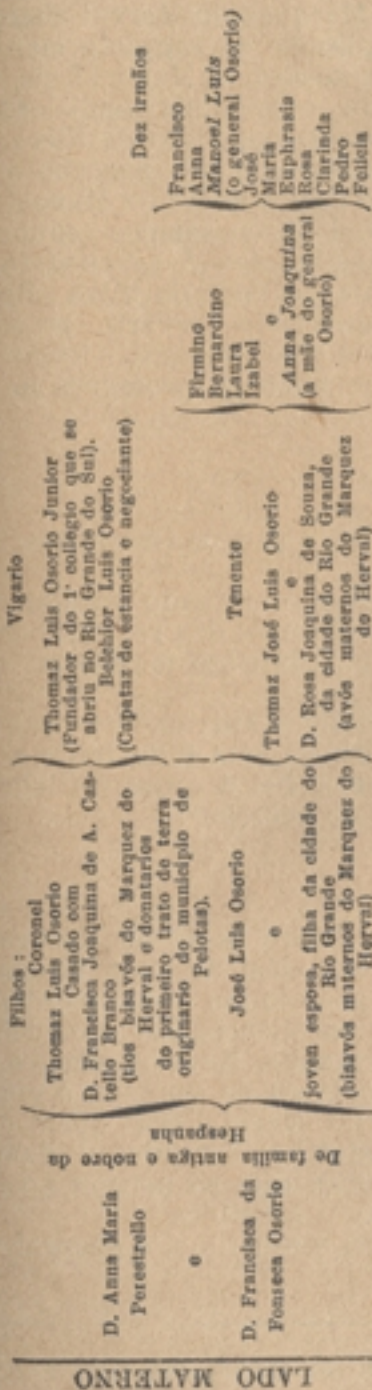 LADO MATERNO
D. Anna Maria
Perestrello
e
D. Francisca da
Fonseca Osorio
De familia antiga e nobre da
Hespanha
Filhos :
Coronel
Thomaz Luis Osorio
Casado com
D. Francisca Joaquina de A. Cas-
tello Branco
(tios bisavós do Marquez do
Herval e donatarios
do primeiro trato de terra
originario do municipio de
Pelotas).
José Luis Osorio
e
joven esposa, filha da cidade do
Rio Grande
(bisavós maternos do Marquez do
Herval)
Vigario
Thomaz Luis Osorio Junior
(Fundador do 1º collegio que se
abriu no Rio Grande do Sul).
Belchior Luis Osorio
(Capataz de estancia e negociante)
Tenente
Thomaz José Luis Osorio
e
D. Rosa Joaquina de Souza,
da cidade do Rio Grande
(avós maternos do Marquez
do Herval)
Firmino
Bernardino
Laura
Izabel
e
Anna Joaquina
(a mãe do general
Osorio)
Dez irmãos
Francisco
Anna
Manoel Luis
(o general Osorio)
José
Maria
Euphrasia
Rosa
Clarinda
Pedro
Felicia